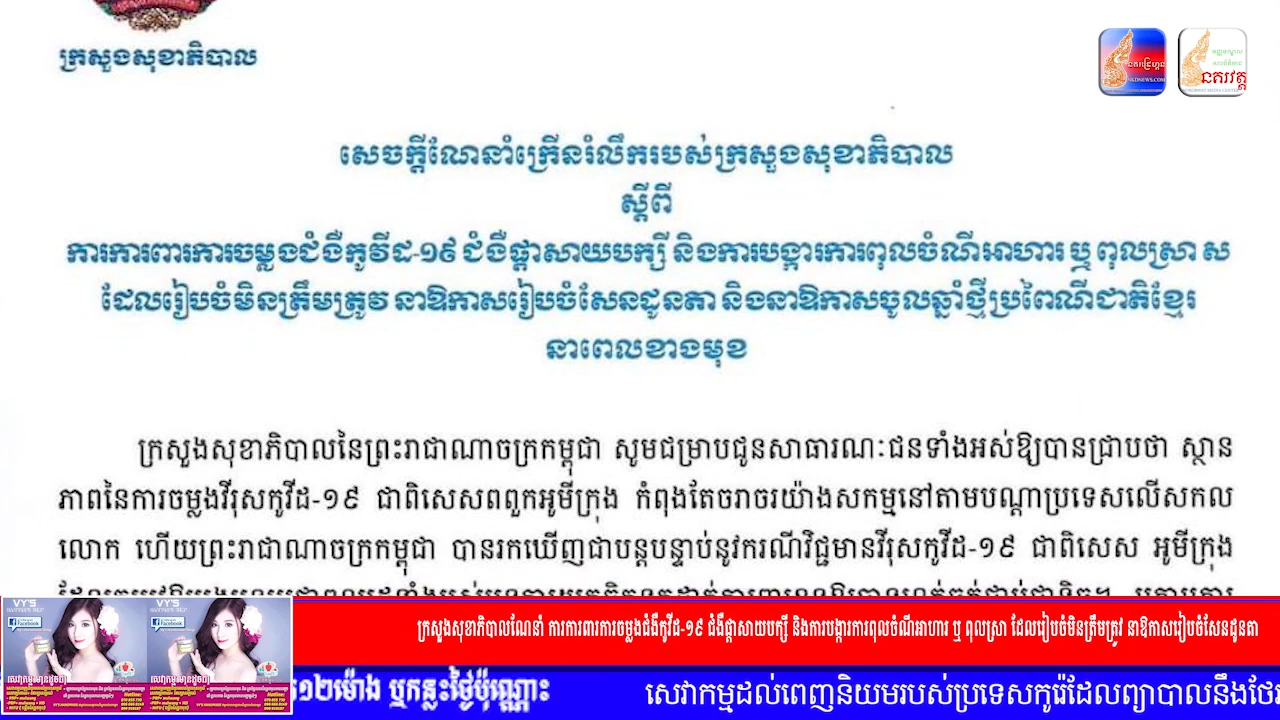 ក្រសួងសុខាភិបាល
សេចក្តីណែនាំក្រើនរំលឹករបស់ក្រសួងសុខាភិបាល
ស្តីពី
ការការពារការចម្លងជំងឺកូវីដ-១៩ ជំងឺផ្តាសាយបក្សី និងការបង្ការការពុលចំណីអាហារ ឬ ពុលស្រា ស
ដែលរៀបចំមិនត្រឹមត្រូវ នាឱកាសរៀបចំសែនដូនតា និងនាឱកាសចូលឆ្នាំថ្មីប្រពៃណីជាតិខ្មែរ
នាពេលខាងមុខ
ក្រសួងសុខាភិបាលនៃព្រះរាជាណាចក្រកម្ពុជា សូមជម្រាបជូនសាធារណៈជនទាំងអស់ឱ្យបានជ្រាបថា ស្ថាន
ភាពនៃការចម្លងវីរុសកូវីដ-១៩ ជាពិសេសពពួកអូមីក្រុង កំពុងតែចរាចរយ៉ាងសកម្មនៅតាមបណ្តាប្រទេសលើសកល
លោក ហើយព្រះរាជាណាចក្រកម្ពុជា បានរកឃើញជាបន្តបន្ទាប់នូវករណីវិជ្ជមានវីរុសកូវីដ-១៩ ជាពិសេស អូមីក្រុង
ក្រសួងសុខាភិបាលណែនាំ ការការពារការចម្លងជំងឺកូវីដ-១៩ ជំងឺផ្តាសាយបក្សី និងការបង្ការការពុលចំណីអាហារ ឬ ពុលស្រា ដែលរៀបចំមិនត្រឹមត្រូវ នាឱកាសរៀបចំសែនដូនតា
១២ម៉ោង ឬកន្លះថ្ងៃប៉ុណ្ណោះ សេវាកម្មដល់ពេញនិយមរបស់ប្រទេសកូរ៉េដែលព្យាបាលនឹងថែ
VY'S
facebook
VY'S
facebook